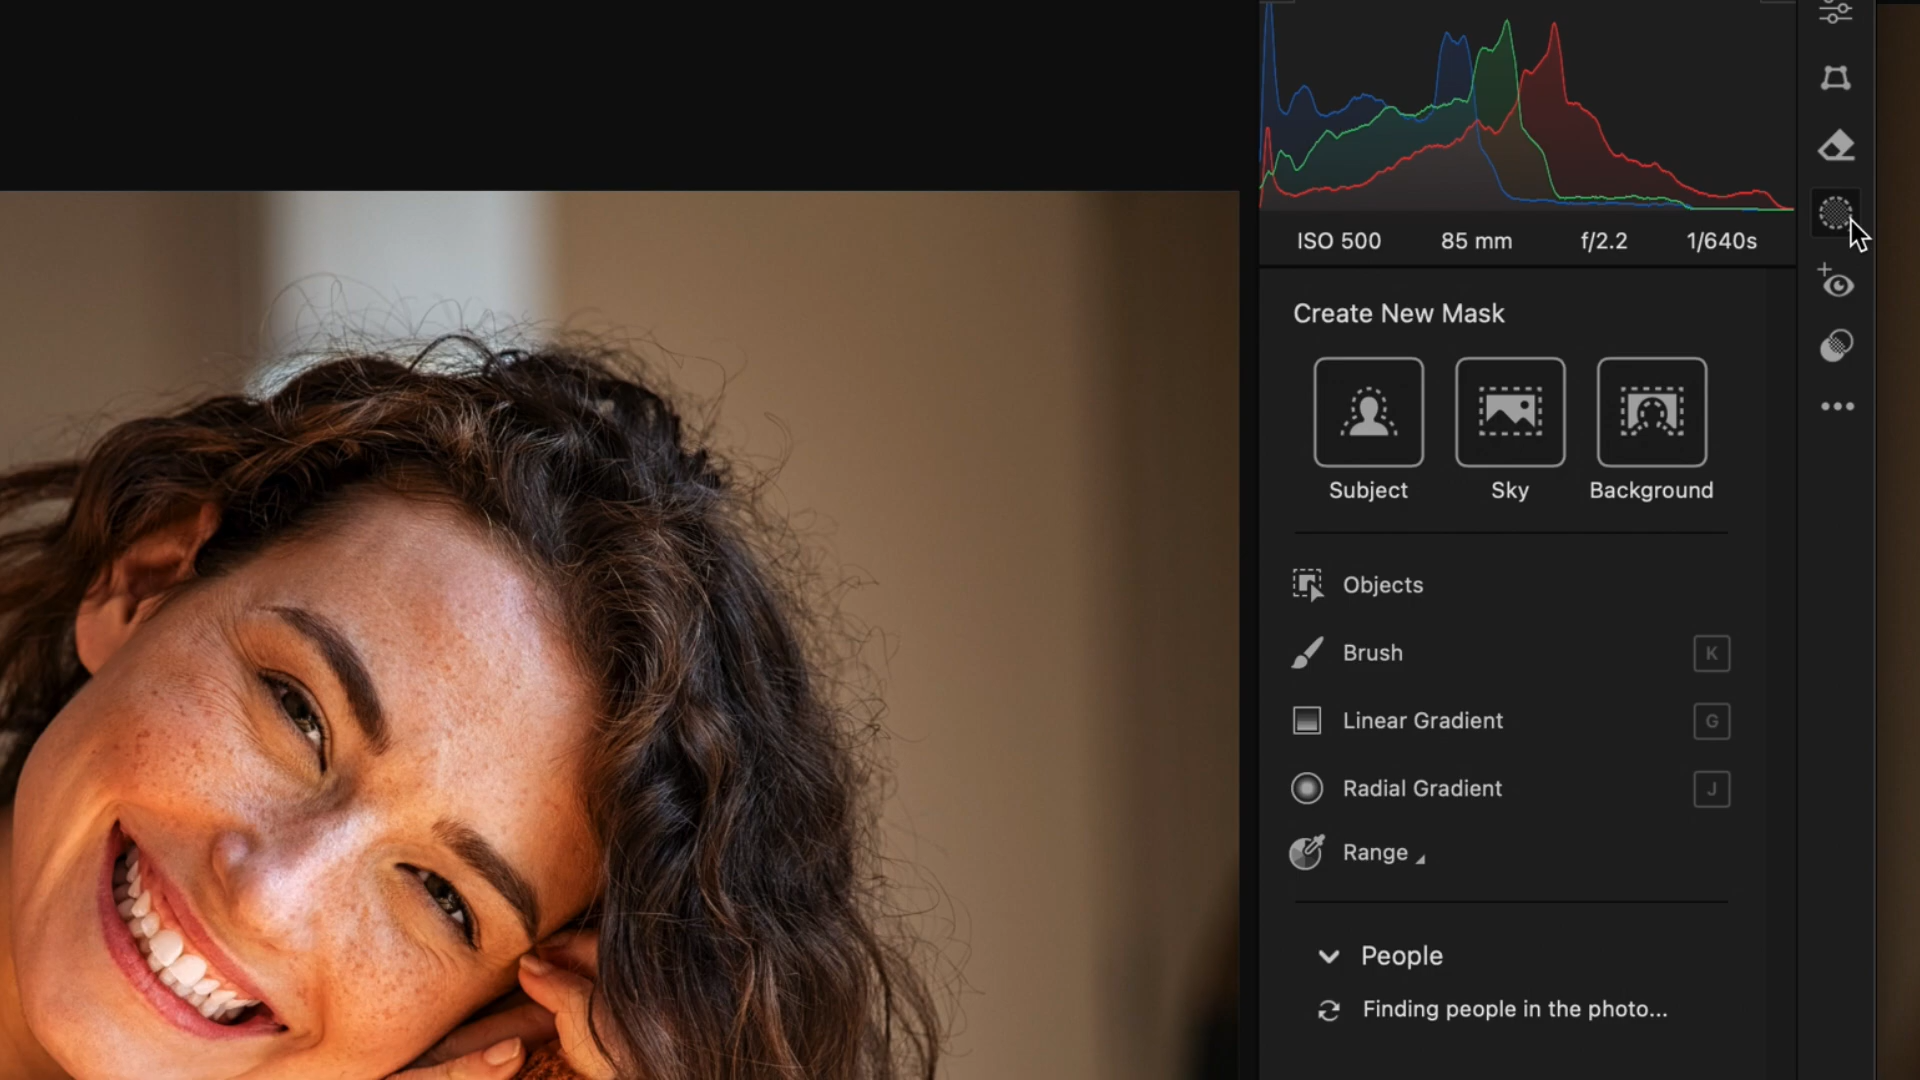 ISO 500 85 mm f/2.2 1/640s
Create New Mask
Subject Sky Background
Objects
Brush K
Linear Gradient G
Radial Gradient J
Range
People
Finding people in the photo...